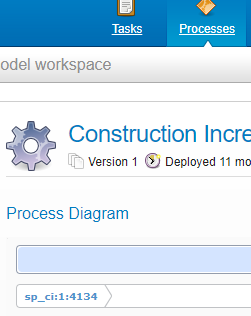 Tasks
Processes
odel workspace
Construction Incre
Version 1
Deployed 11 mo
Process Diagram
sp_ci:1:4134